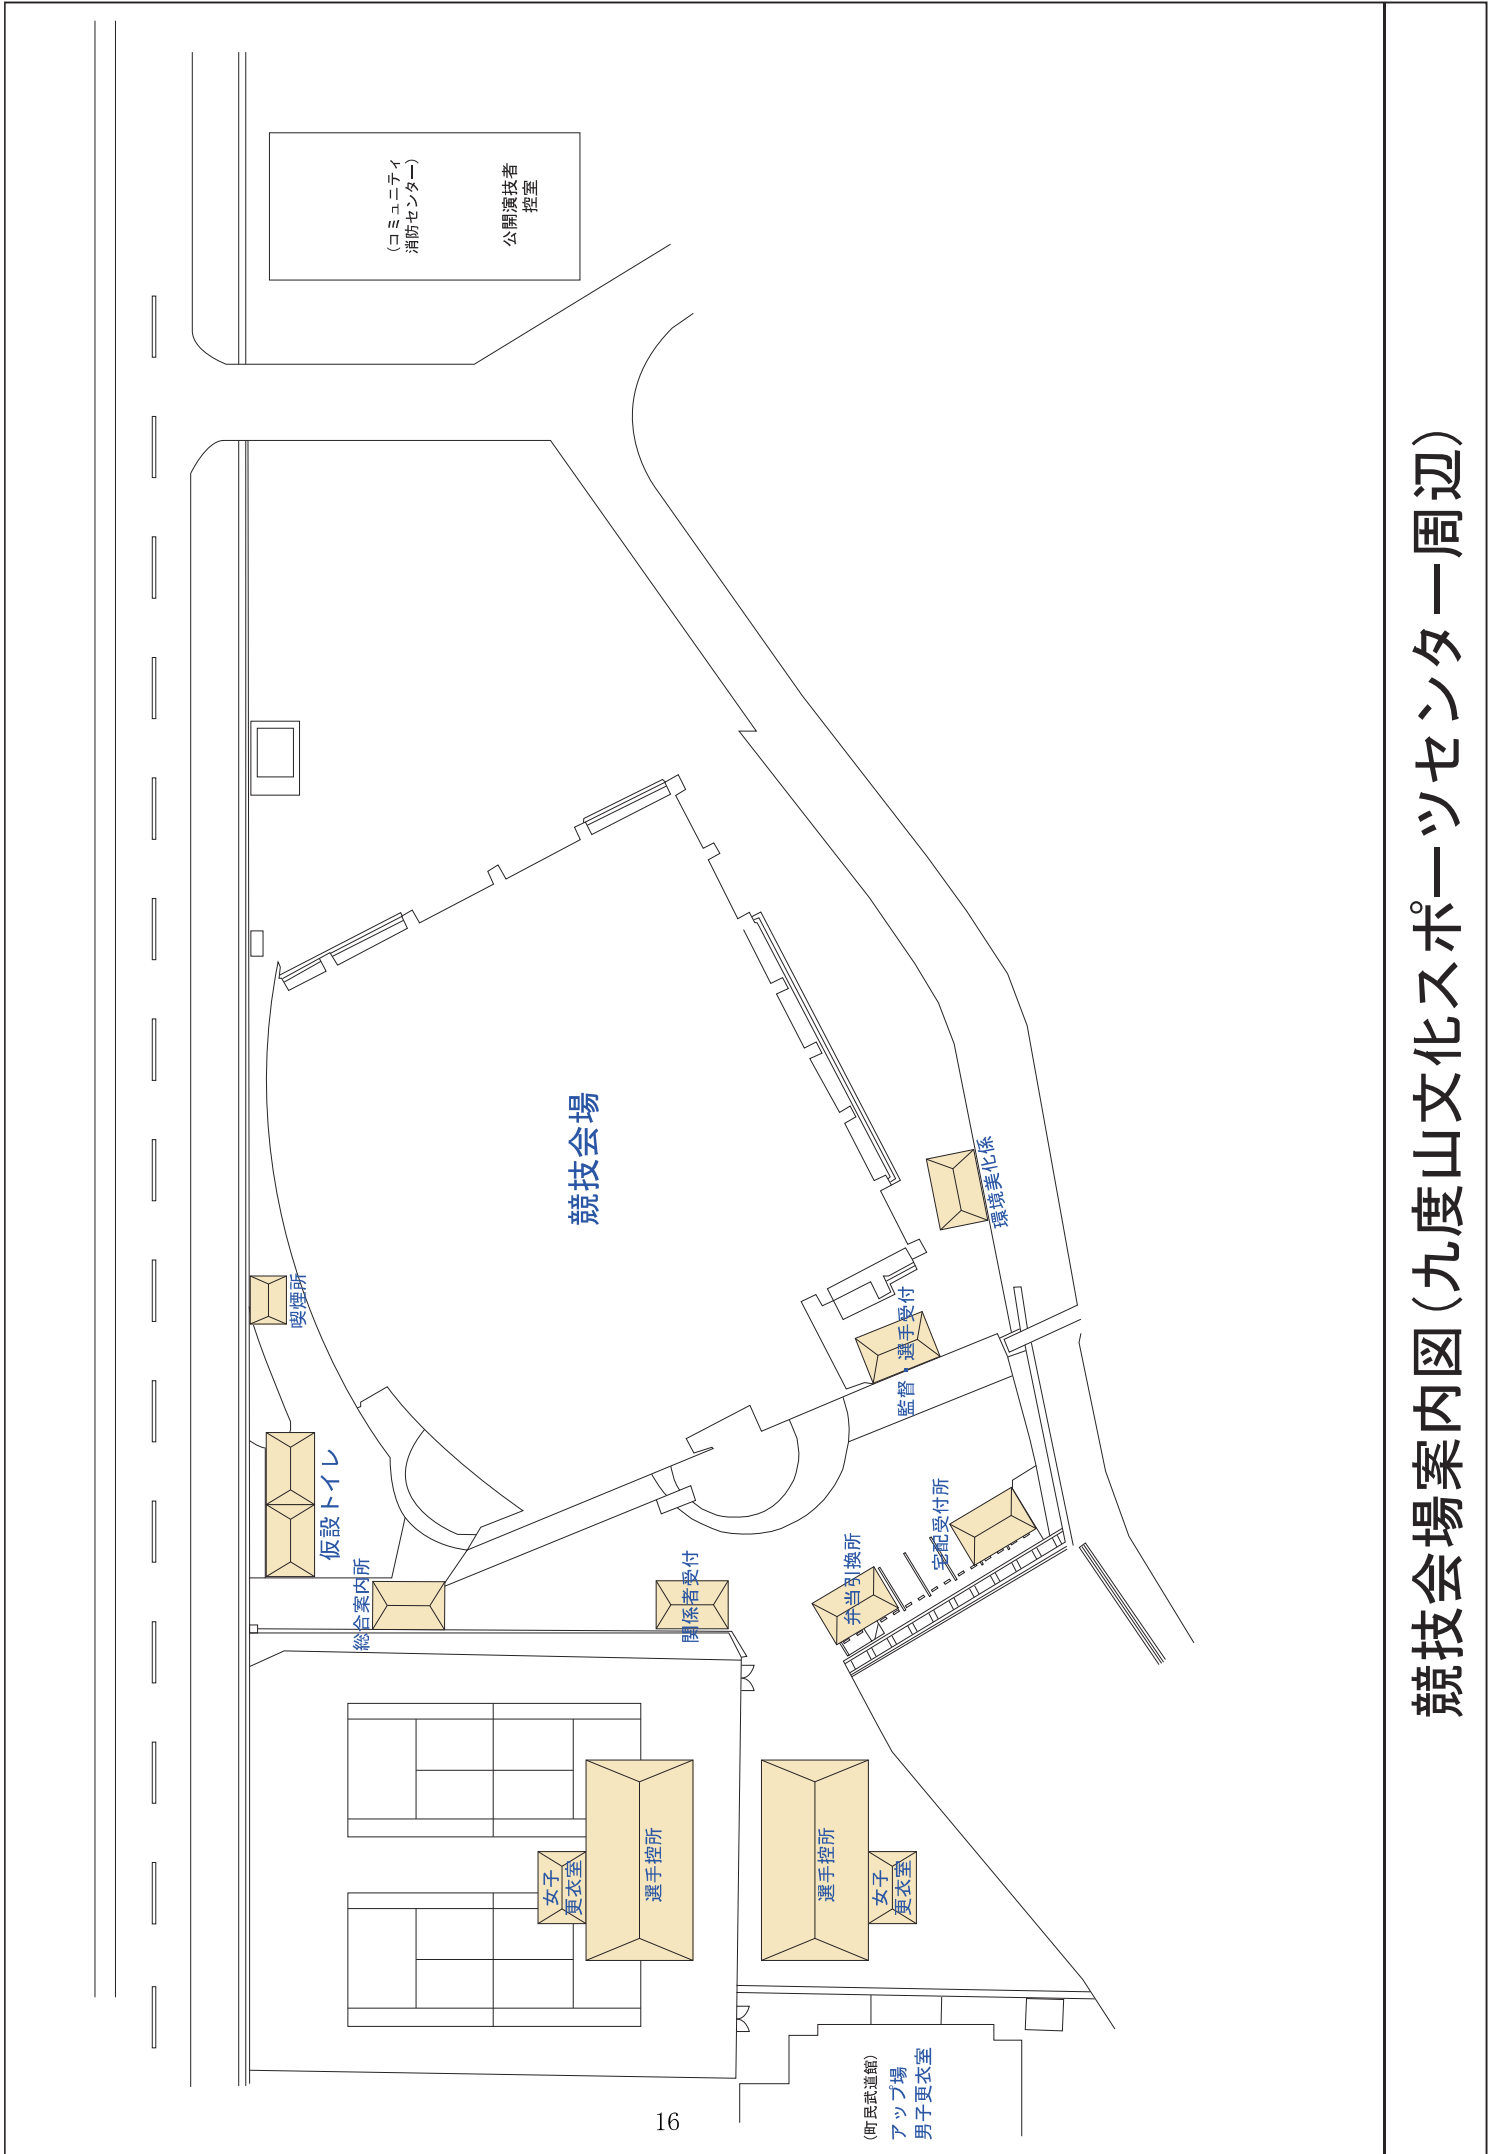 競技会場案内図（九度山文化スポーツセンター周辺）
（コミュニティ
消防センター）
公開演技者
控室
競技会場
喫煙所
環境美化係
監督・選手受付
仮設トイレ
総合案内所
関係者受付
弁当引換所
宅配受付所
女子
更衣室
選手控所
選手控所
女子
更衣室
（町民武道館）
アップ場
男子更衣室
16